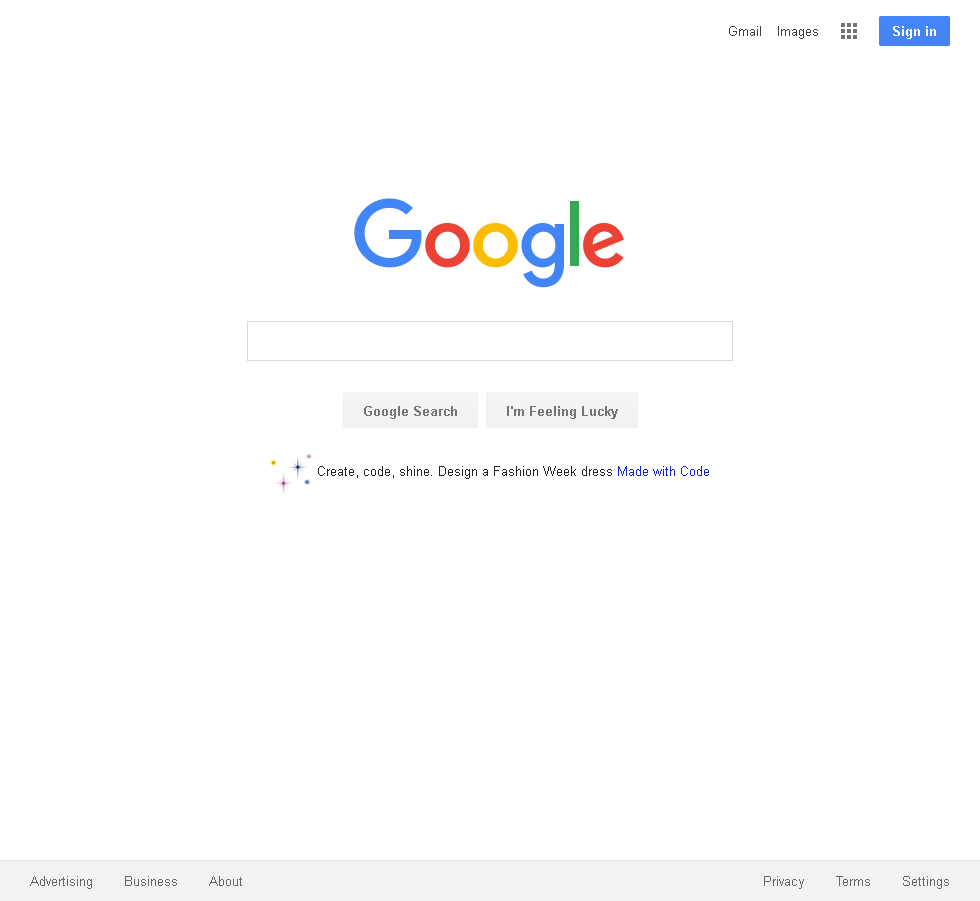 Gmail Images Sign in
Google
Google Search I'm Feeling Lucky
Create, code, shine. Design a Fashion Week dress Made with Code
Advertising Business About Privacy Terms Settings